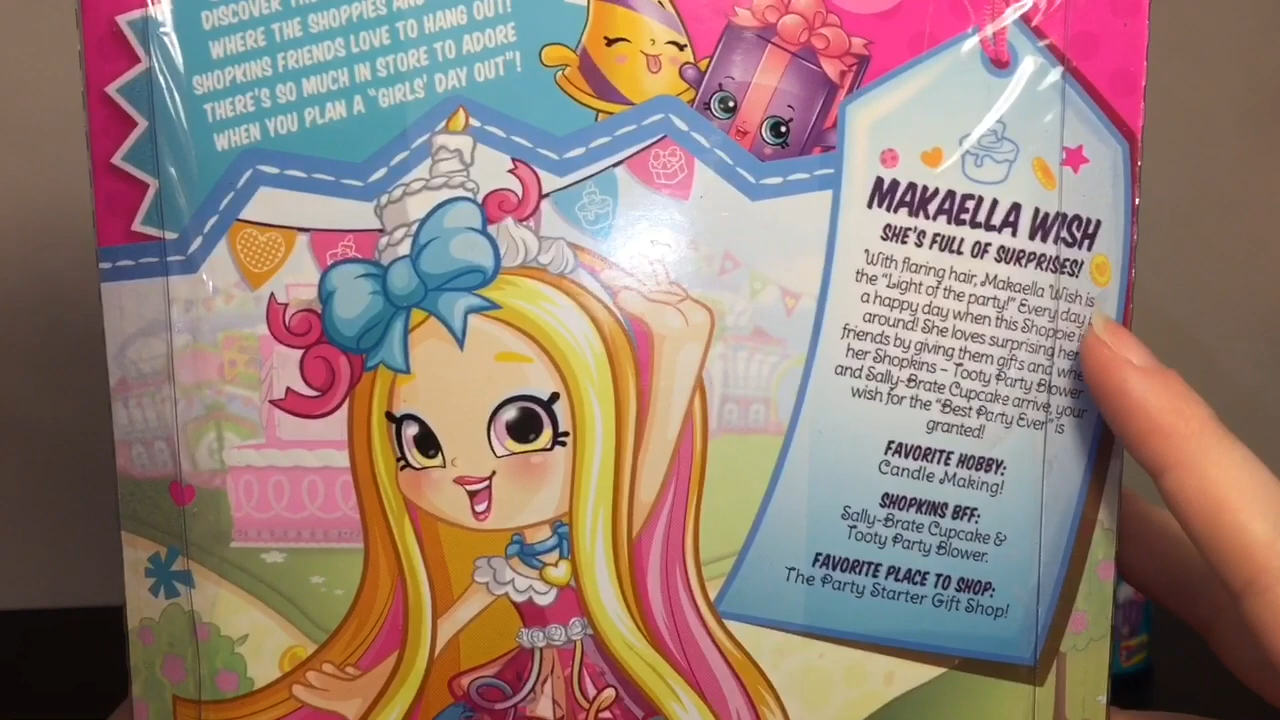 DISCOVER
WHERE THE SHOPPIES AND
SHOPKINS FRIENDS LOVE TO HANG OUT!
THERE'S SO MUCH IN STORE TO ADORE
WHEN YOU PLAN A "GIRLS' DAY OUT"!
MAKAELLA WISH
SHE'S FULL OF SURPRISES!
With flaring hair, Makaella Wish is
the "Light of the party!" Every day
a happy day when this Shoppie
around! She loves surprising her
friends by giving them gifts and
her Shopkins – Tooty Party Blower
and Sally-Brate Cupcake arrive, your
wish for the "Best Party Ever" is
granted!
FAVORITE HOBBY:
Candle Making!
SHOPKINS BFF:
Sally-Brate Cupcake &
Tooty Party Blower.
FAVORITE PLACE TO SHOP:
The Party Starter Gift Shop!